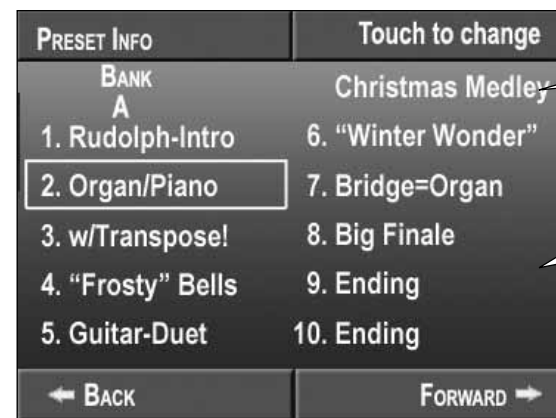 PRESET INFO
Touch to change
BANK
A
Christmas Medley
1. Rudolph-Intro
2. Organ/Piano
3. w/Transpose!
4. “Frosty” Bells
5. Guitar-Duet
6. “Winter Wonder”
7. Bridge=Organ
8. Big Finale
9. Ending
10. Ending
BACK
FORWARD